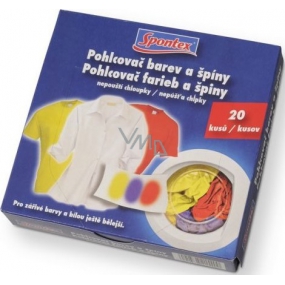 Spontex
Pohlcovač barev a špíny
Pohlcovač farieb a špiny
nepouští chloupky / nepúšťa chĺpky
20
kusů / kusov
VMD
Pro zářivé barvy a bílou ještě bělejší.